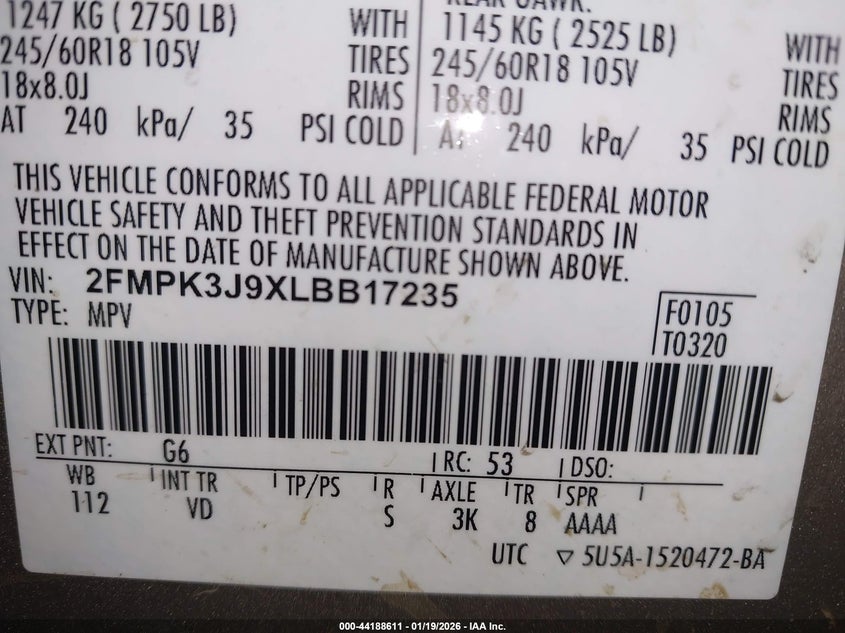 REAR GAWR:
1247 KG ( 2750 LB) WITH 1145 KG ( 2525 LB) WITH
245/60R18 105V TIRES 245/60R18 105V TIRES
18x8.0J RIMS 18x8.0J RIMS
AT 240 kPa/ 35 PSI COLD AT 240 kPa/ 35 PSI COLD
THIS VEHICLE CONFORMS TO ALL APPLICABLE FEDERAL MOTOR
VEHICLE SAFETY AND THEFT PREVENTION STANDARDS IN
EFFECT ON THE DATE OF MANUFACTURE SHOWN ABOVE.
VIN: 2FMPK3J9XLBB17235
TYPE: MPV
F0105
T0320
EXT PNT: G6 RC: 53 DSO:
WB INT TR TP/PS R AXLE TR SPR
112 VD S 3K 8 AAAA
UTC ▽ 5U5A-1520472-BA
000-44188611 - 01/19/2026 - IAA Inc.